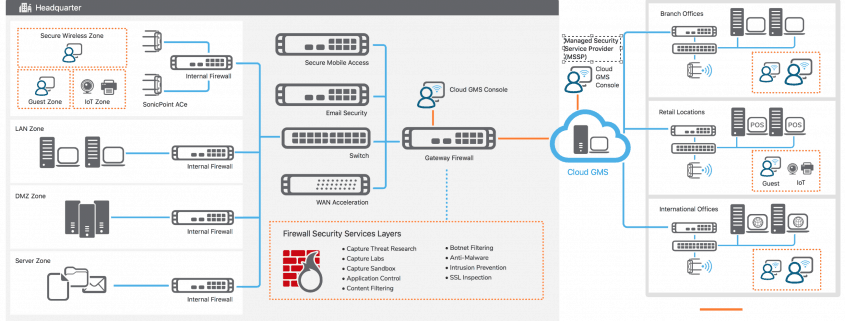 Headquarter
Secure Wireless Zone
Guest Zone
IoT Zone
SonicPoint ACe
Internal Firewall
LAN Zone
Internal Firewall
DMZ Zone
Internal Firewall
Server Zone
Internal Firewall
Secure Mobile Access
Email Security
Switch
WAN Acceleration
Cloud GMS Console
Gateway Firewall
Firewall Security Services Layers
• Capture Threat Research
• Capture Labs
• Capture Sandbox
• Application Control
• Content Filtering
• Botnet Filtering
• Anti-Malware
• Intrusion Prevention
• SSL Inspection
Managed Security
Service Provider
(MSSP)
Cloud
GMS
Console
Cloud GMS
Branch Offices
Retail Locations
POS
POS
Guest
IoT
International Offices